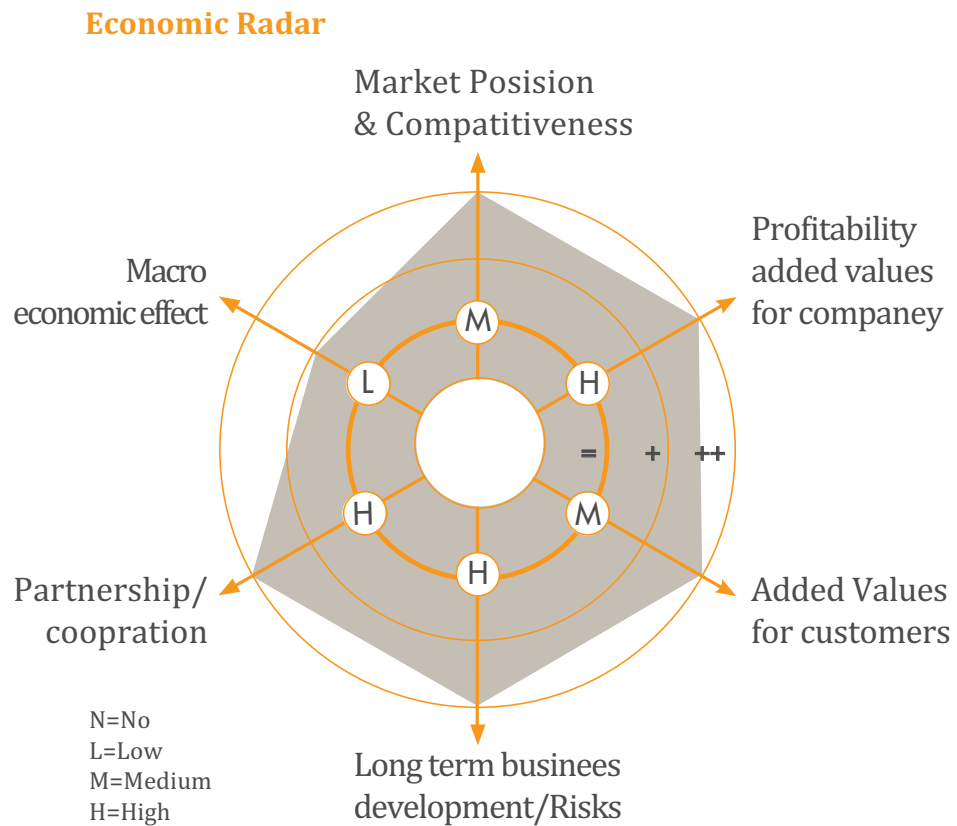 Economic Radar
Market Posision
& Compatitiveness
Profitability
added values
for companey
Macro
economic effect
M
L
H
= + ++
H
M
H
Partnership/
coopration
Added Values
for customers
Long term businees
development/Risks
N=No
L=Low
M=Medium
H=High